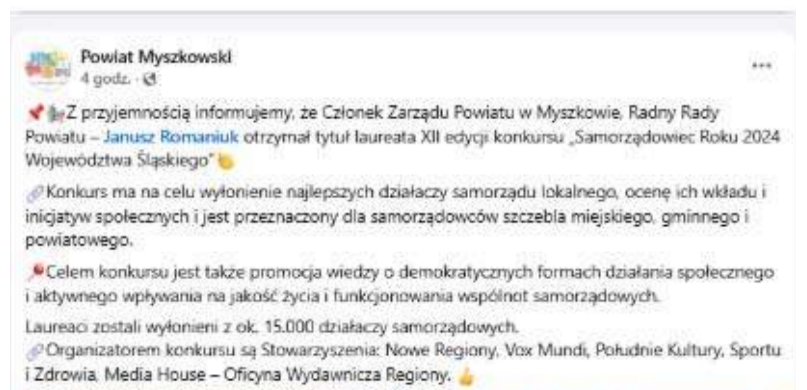 Powiat Myszkowski
4 godz. ·
📌🗽Z przyjemnością informujemy, że Członek Zarządu Powiatu w Myszkowie, Radny Rady
Powiatu – Janusz Romaniuk otrzymał tytuł laureata XII edycji konkursu „Samorządowiec Roku 2024
Województwa Śląskiego"👏
🔗Konkurs ma na celu wyłonienie najlepszych działaczy samorządu lokalnego, ocenę ich wkładu i
inicjatyw społecznych i jest przeznaczony dla samorządowców szczebla miejskiego, gminnego i
powiatowego.
📍Celem konkursu jest także promocja wiedzy o demokratycznych formach działania społecznego
i aktywnego wpływania na jakość życia i funkcjonowania wspólnot samorządowych.
Laureaci zostali wyłonieni z ok. 15.000 działaczy samorządowych.
🔗Organizatorem konkursu są Stowarzyszenia: Nowe Regiony, Vox Mundi, Południe Kultury, Sportu
i Zdrowia, Media House – Oficyna Wydawnicza Regiony. 👍